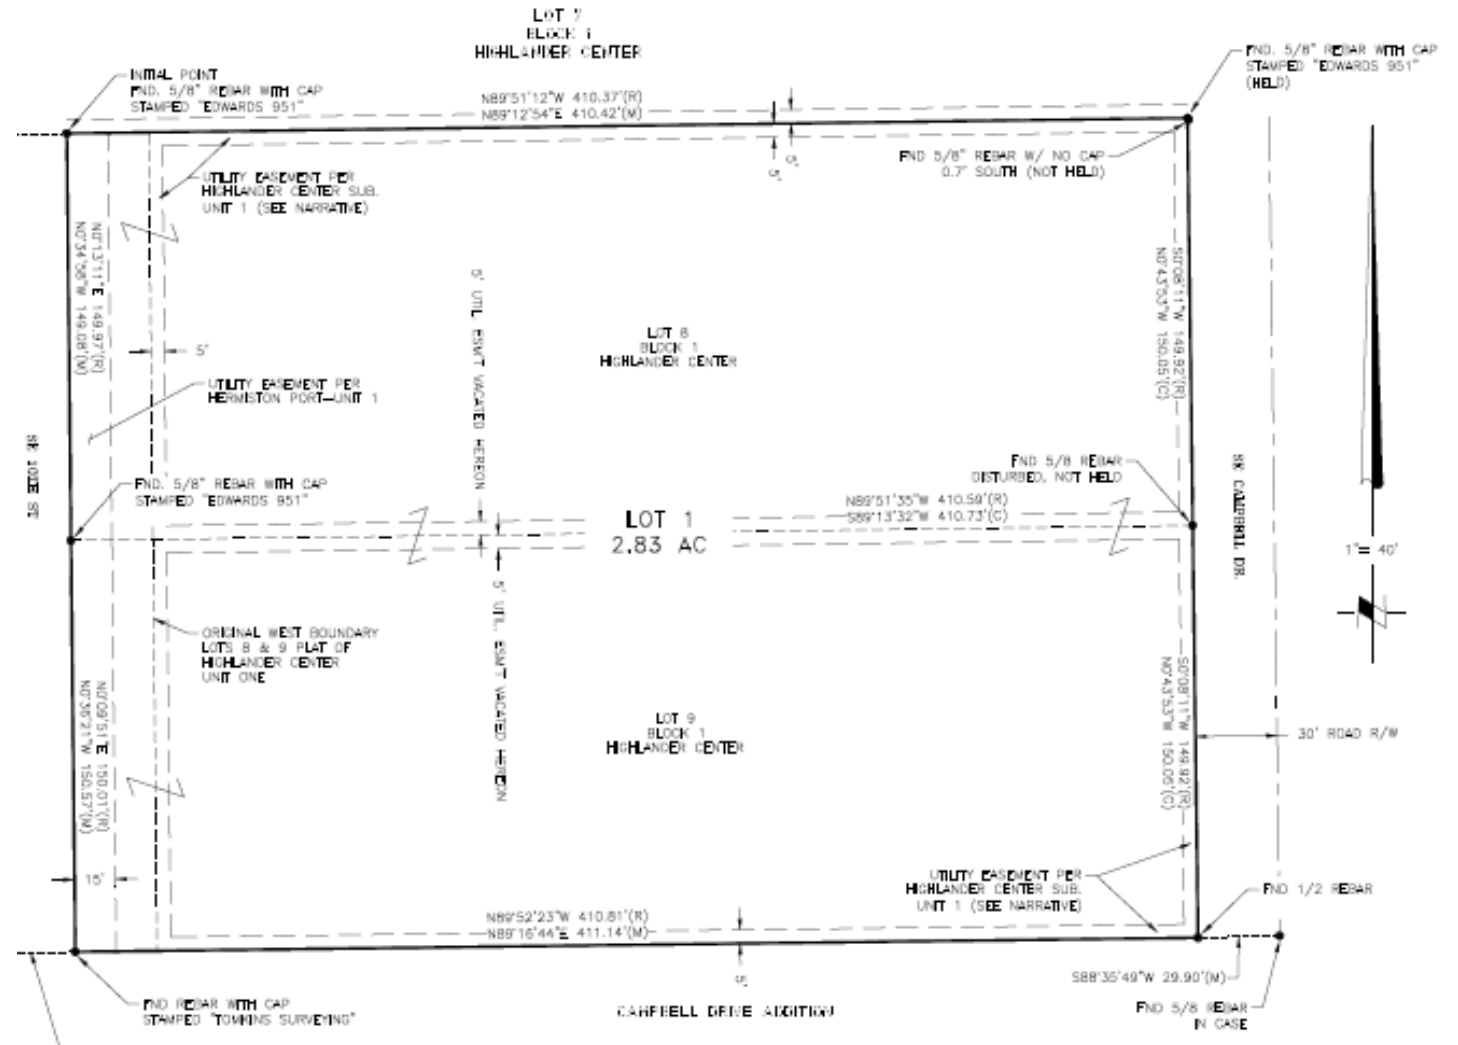 LOT 7
BLOCK 1
HIGHLANDER CENTER
INITIAL POINT
FND. 5/8" REBAR WITH CAP
STAMPED "EDWARDS 951"
N89°51'12"W 410.37'(R)
N89°12'54"E 410.42'(M)
FND. 5/8" REBAR WITH CAP
STAMPED "EDWARDS 951"
(HELD)
5'
5'
FND 5/8" REBAR W/ NO CAP
0.7' SOUTH (NOT HELD)
UTILITY EASEMENT PER
HIGHLANDER CENTER SUB.
UNIT 1 (SEE NARRATIVE)
N0°13'11"E 149.97'(R)
N0°34'58"W 149.08'(M)
5' UTIL ESMT VACATED HEREON
S0°08'11"W 149.92'(R)
N0°43'53"W 150.05'(C)
LOT 8
BLOCK 1
HIGHLANDER CENTER
5'
UTILITY EASEMENT PER
HERMISTON PORT–UNIT 1
SE 10TH ST
FND. 5/8" REBAR WITH CAP
STAMPED "EDWARDS 951"
FND 5/8 REBAR
DISTURBED, NOT HELD
SE CAMPBELL DR.
N89°51'35"W 410.59'(R)
S89°13'32"W 410.73'(C)
LOT 1
2.83 AC
1"= 40'
5' UTIL. ESMT VACATED HEREON
ORIGINAL WEST BOUNDARY
LOTS 8 & 9 PLAT OF
HIGHLANDER CENTER
UNIT ONE
N0°09'51"E 150.01'(R)
N0°36'21"W 150.57'(M)
LOT 9
BLOCK 1
HIGHLANDER CENTER
S0°08'11"W 149.92'(R)
N0°43'53"W 150.05'(C)
30' ROAD R/W
15'
UTILITY EASEMENT PER
HIGHLANDER CENTER SUB.
UNIT 1 (SEE NARRATIVE)
FND 1/2 REBAR
N89°52'23"W 410.81'(R)
N89°16'44"E 411.14'(M)
5'
S88°35'49"W 29.90'(M)
FND REBAR WITH CAP
STAMPED "TOMKINS SURVEYING"
CAMPBELL DRIVE ADDITION
FND 5/8 REBAR
IN CASE